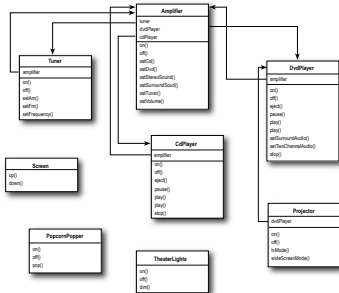 Amplifier
tuner
dvdPlayer
cdPlayer
on()
off()
setCd()
setDvd()
setStereoSound()
setSurroundSoud()
setTuner()
setVolume()
Tuner
amplifier
on()
off()
setAm()
setFm()
setFrequency()
DvdPlayer
amplifier
on()
off()
eject()
pause()
play()
play()
setSurroundAudio()
setTwoChannelAudio()
stop()
CdPlayer
amplifier
on()
off()
eject()
pause()
play()
play()
stop()
Screen
up()
down()
Projector
dvdPlayer
on()
off()
tvMode()
wideScreenMode()
PopcornPopper
on()
off()
pop()
TheaterLights
on()
off()
dim()